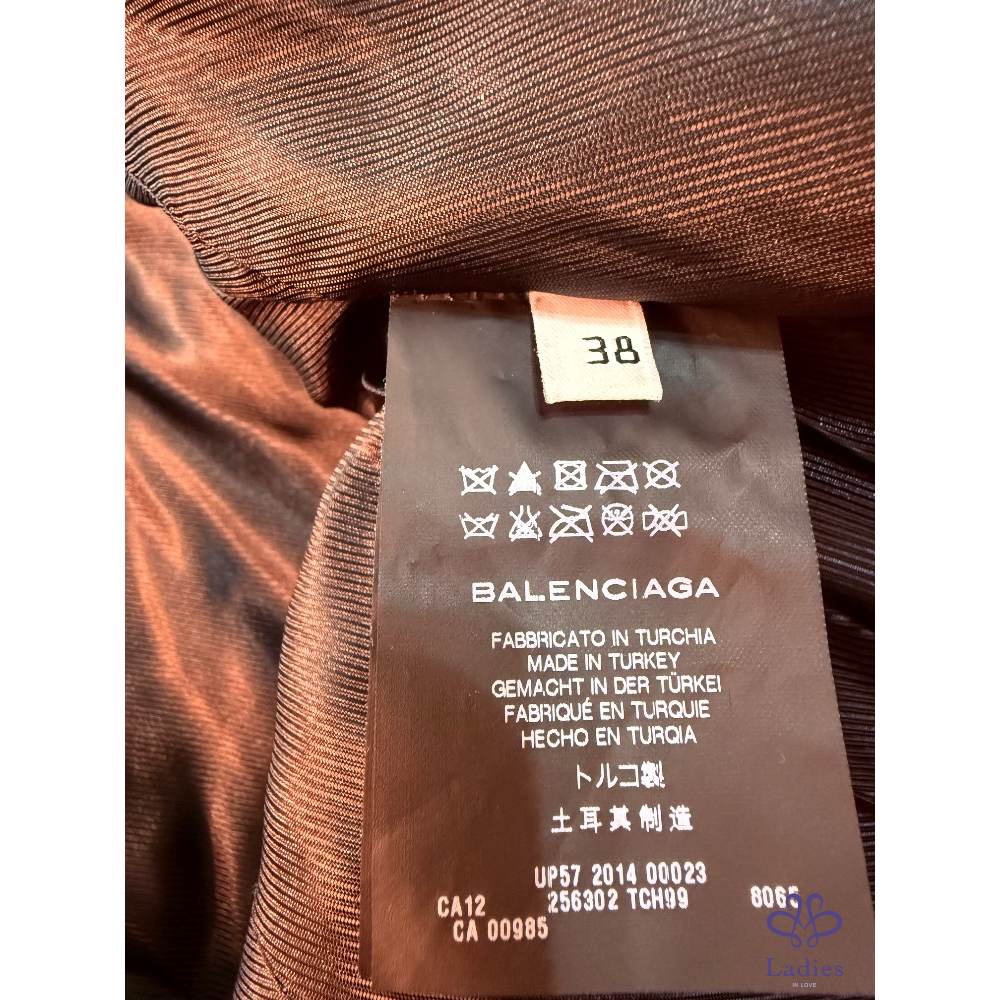 38
BALENCIAGA
FABBRICATO IN TURCHIA
MADE IN TURKEY
GEMACHT IN DER TÜRKEI
FABRIQUÉ EN TURQUIE
HECHO EN TURQIA
トルコ製
土耳其制造
UP57 2014 00023
CA12 256302 TCH99 8065
CA 00985
Ladies
IN LOVE